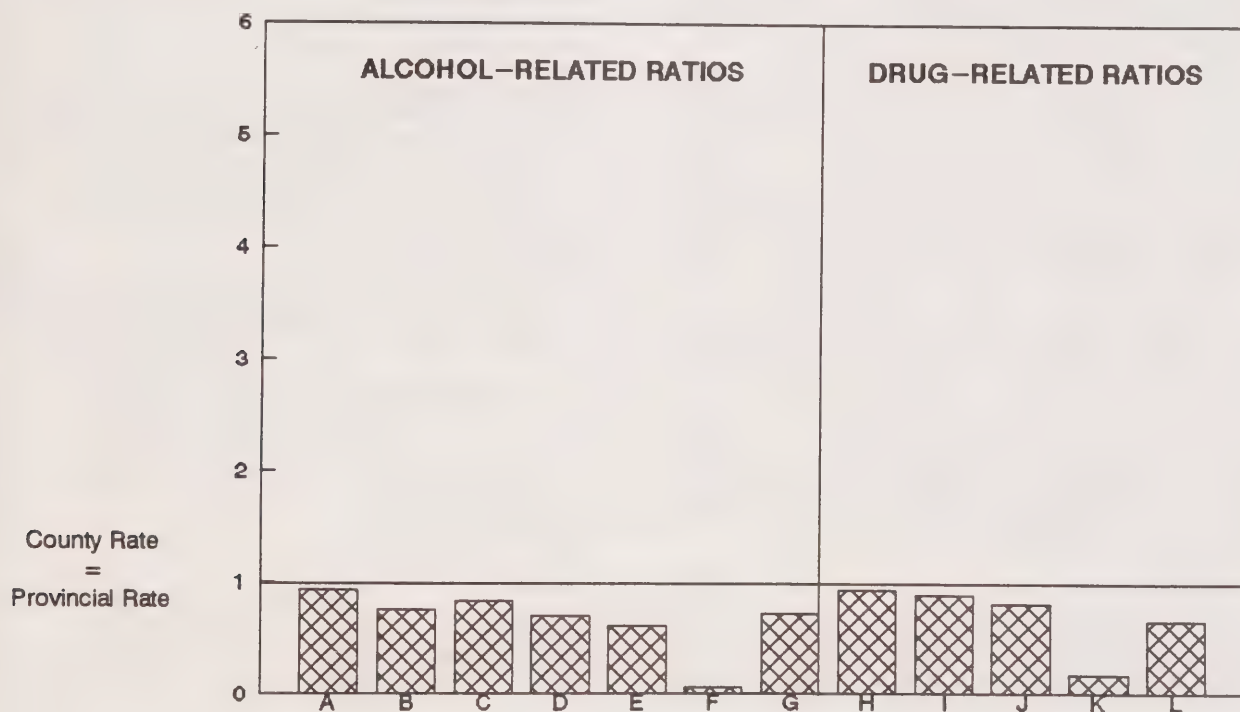 6
ALCOHOL–RELATED RATIOS
DRUG–RELATED RATIOS
5
4
3
2
County Rate
=
Provincial Rate
1
0
A B C D E F G H I J K L